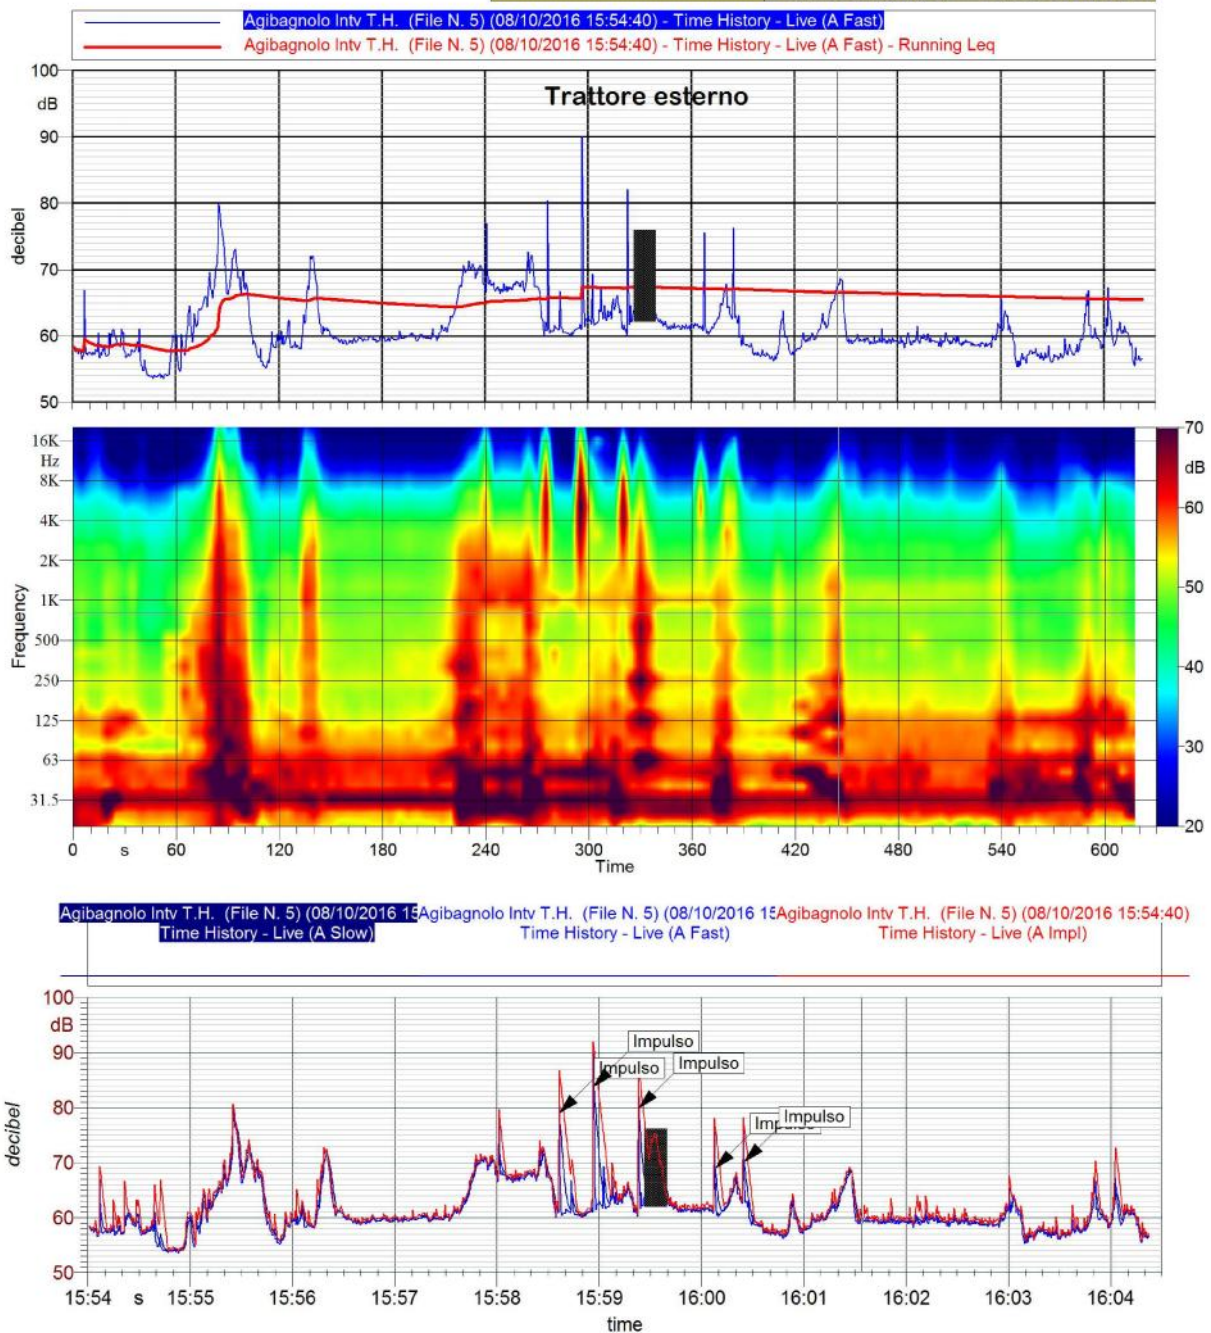 Agibagnolo Intv T.H. (File N. 5) (08/10/2016 15:54:40) - Time History - Live (A Fast)
Agibagnolo Intv T.H. (File N. 5) (08/10/2016 15:54:40) - Time History - Live (A Fast) - Running Leq
100
dB
Trattore esterno
90
80
decibel
70
60
50
16K
Hz
8K
4K
2K
1K
Frequency
500
250
125
63
31.5
70
dB
60
50
40
30
20
0 s 60 120 180 240 300 360 420 480 540 600
Time
Agibagnolo Intv T.H. (File N. 5) (08/10/2016 15 Agibagnolo Intv T.H. (File N. 5) (08/10/2016 15 Agibagnolo Intv T.H. (File N. 5) (08/10/2016 15:54:40)
Time History - Live (A Slow) Time History - Live (A Fast) Time History - Live (A Impl)
100
dB
90
Impulso
Impulso Impulso
80
Impulso Impulso
decibel
70
60
50
15:54 s 15:55 15:56 15:57 15:58 15:59 16:00 16:01 16:02 16:03 16:04
time